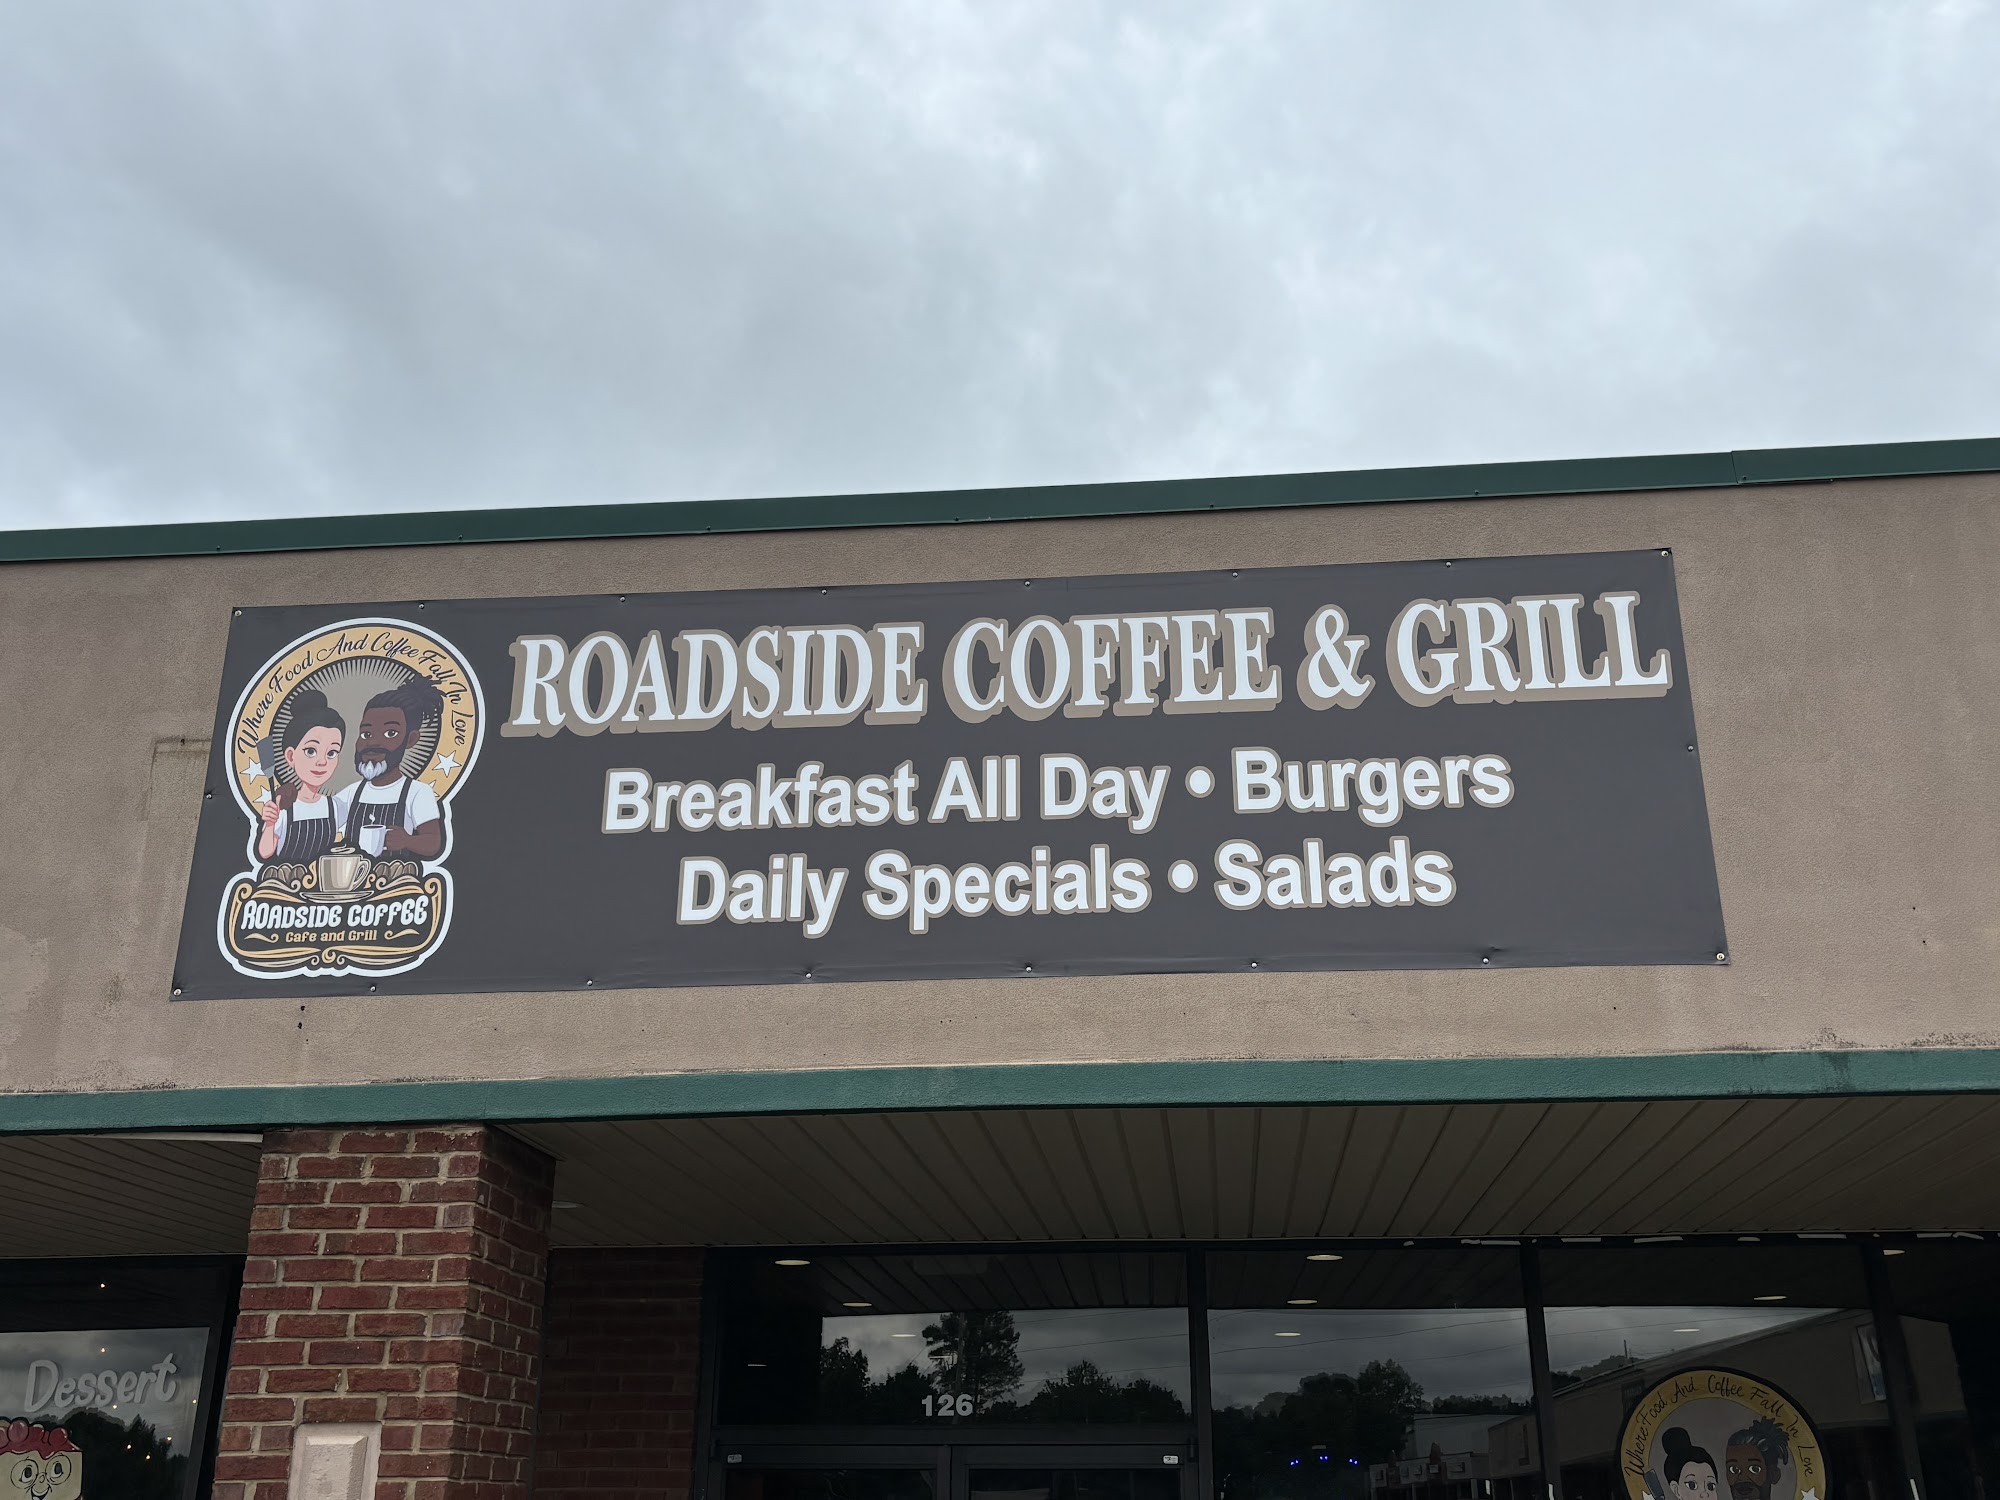 Where Food And Coffee Fall In Love
ROADSIDE COFFEE
Cafe and Grill
ROADSIDE COFFEE & GRILL
Breakfast All Day • Burgers
Daily Specials • Salads
Dessert
126
Where Food And Coffee Fall In Love